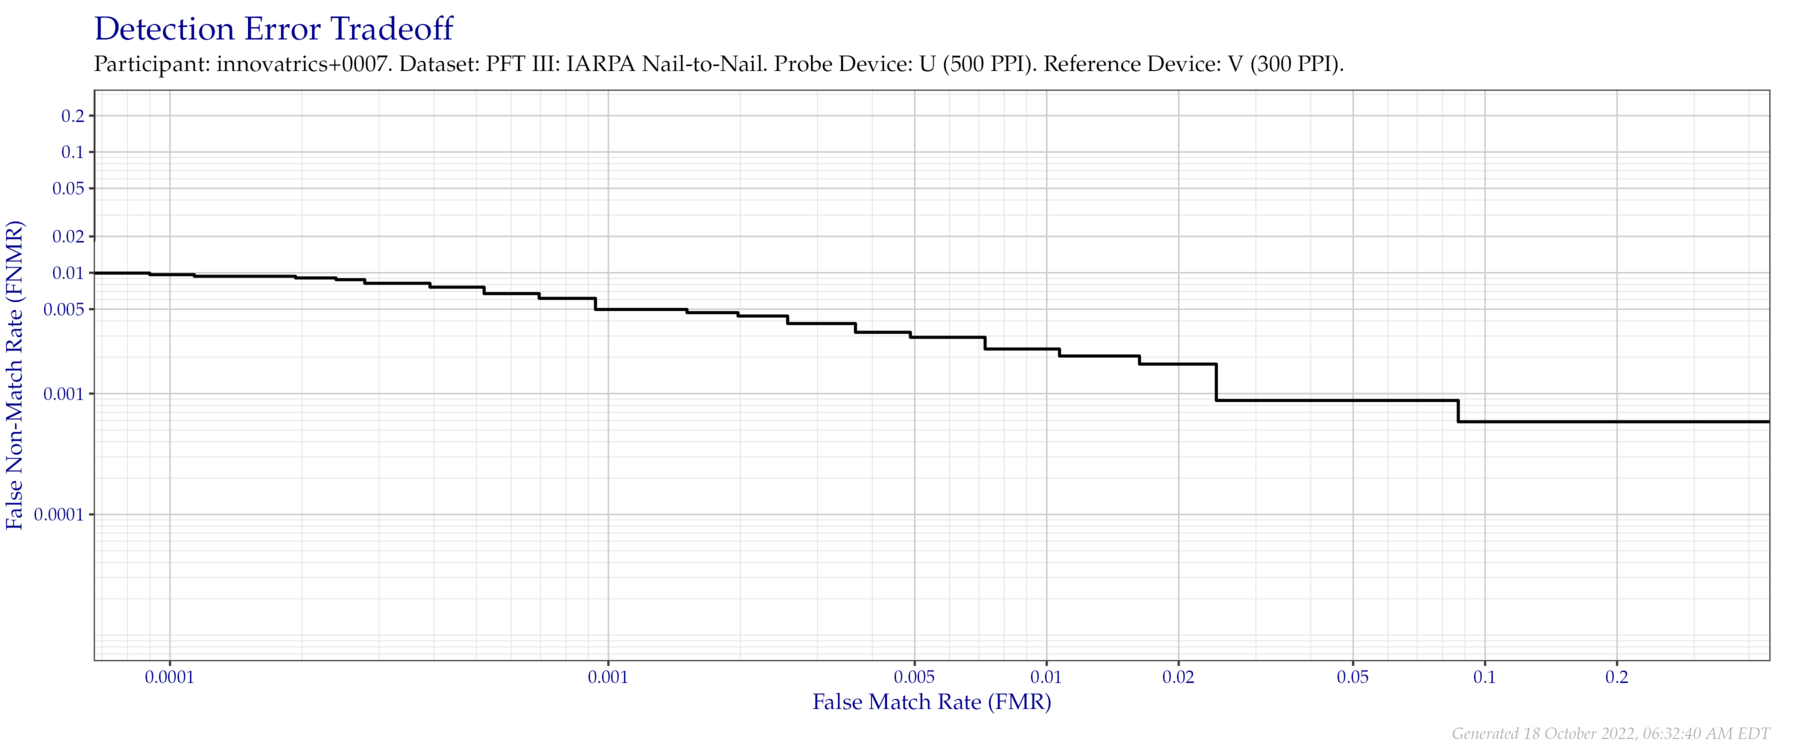 Detection Error Tradeoff
Participant: innovatrics+0007. Dataset: PFT III: IARPA Nail-to-Nail. Probe Device: U (500 PPI). Reference Device: V (300 PPI).
False Non-Match Rate (FNMR)
0.2
0.1
0.05
0.02
0.01
0.005
0.001
0.0001
0.0001 0.001 0.005 0.01 0.02 0.05 0.1 0.2
False Match Rate (FMR)
Generated 18 October 2022, 06:32:40 AM EDT